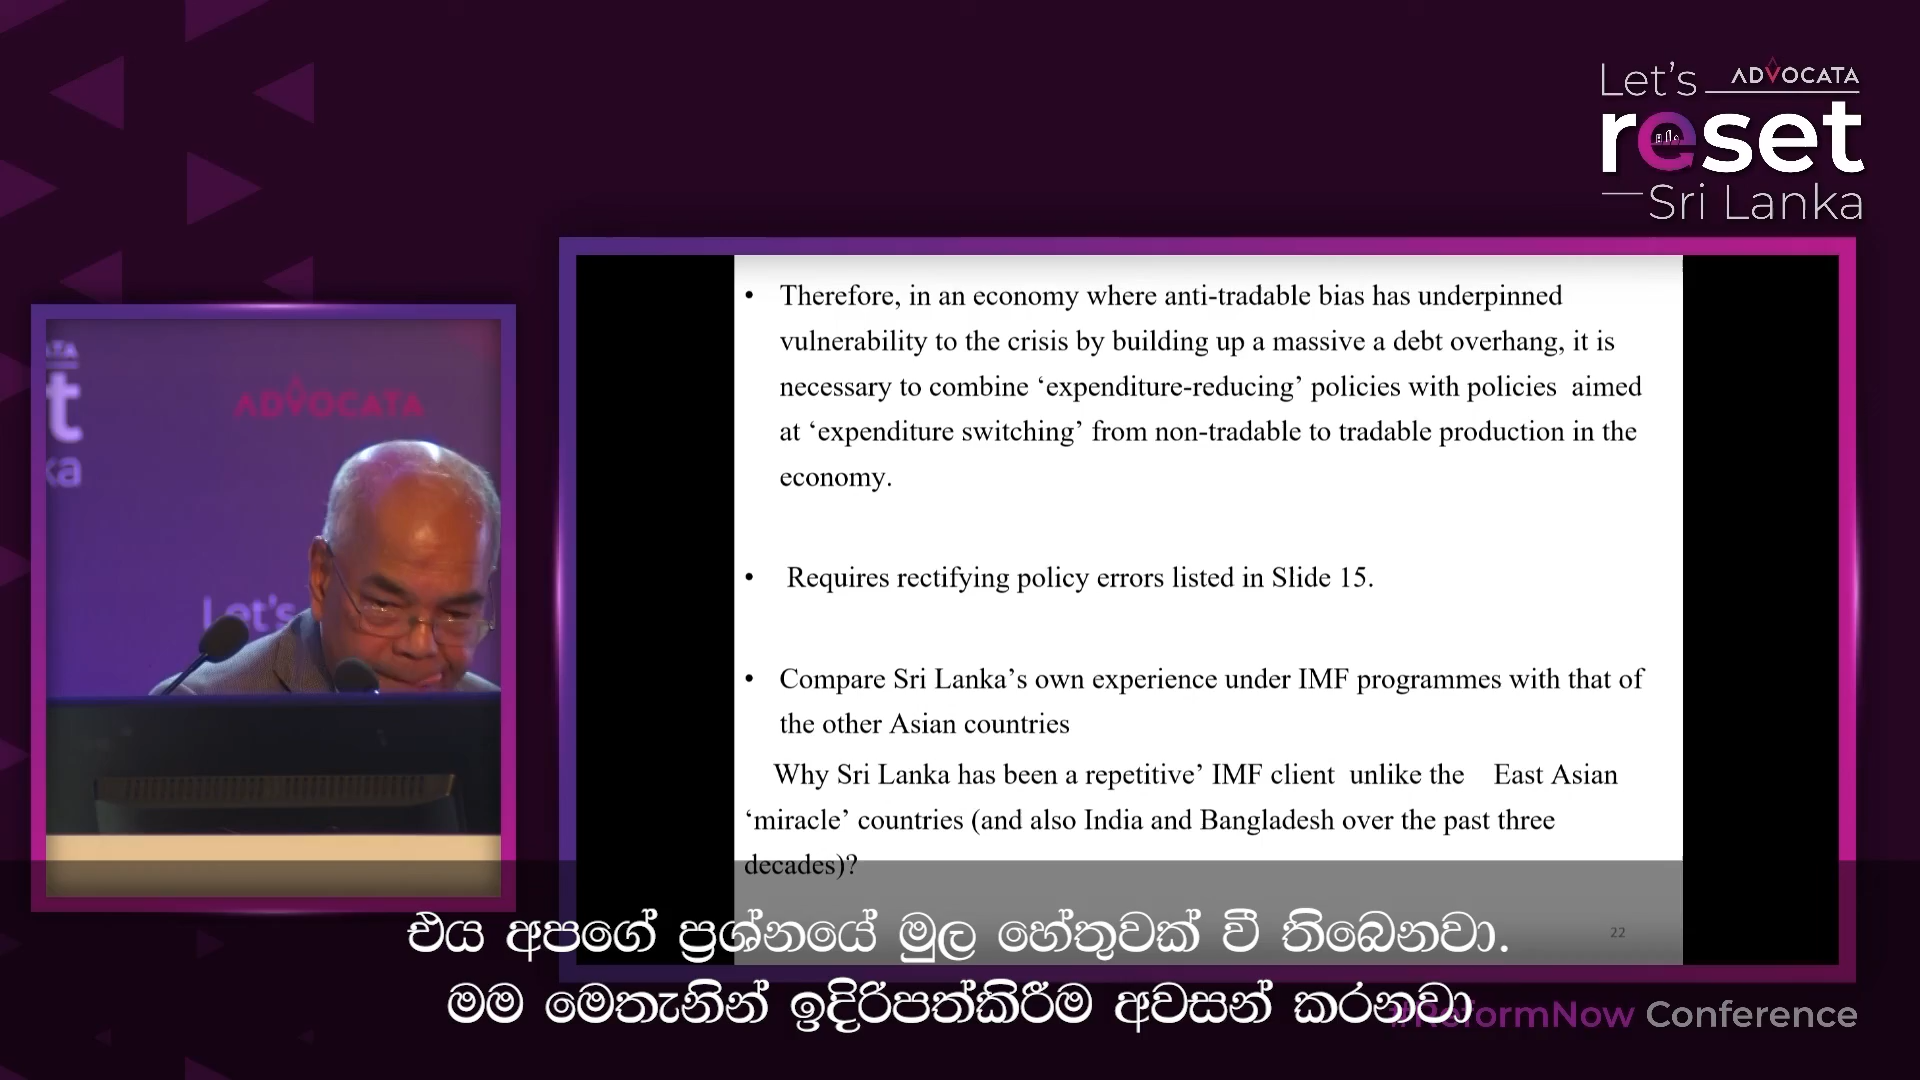 Let's ADVOCATA
reset
Sri Lanka
ADVOCATA
Let's
• Therefore, in an economy where anti-tradable bias has underpinned
vulnerability to the crisis by building up a massive a debt overhang, it is
necessary to combine ‘expenditure-reducing’ policies with policies aimed
at ‘expenditure switching’ from non-tradable to tradable production in the
economy.
• Requires rectifying policy errors listed in Slide 15.
• Compare Sri Lanka’s own experience under IMF programmes with that of
the other Asian countries
Why Sri Lanka has been a repetitive’ IMF client unlike the East Asian
‘miracle’ countries (and also India and Bangladesh over the past three
decades)?
22
එය අපගේ ප්‍රශ්නයේ මුල හේතුවක් වී තිබෙනවා.
මම මෙතැනින් ඉදිරිපත්කිරීම අවසන් කරනවා
#ReformNow Conference